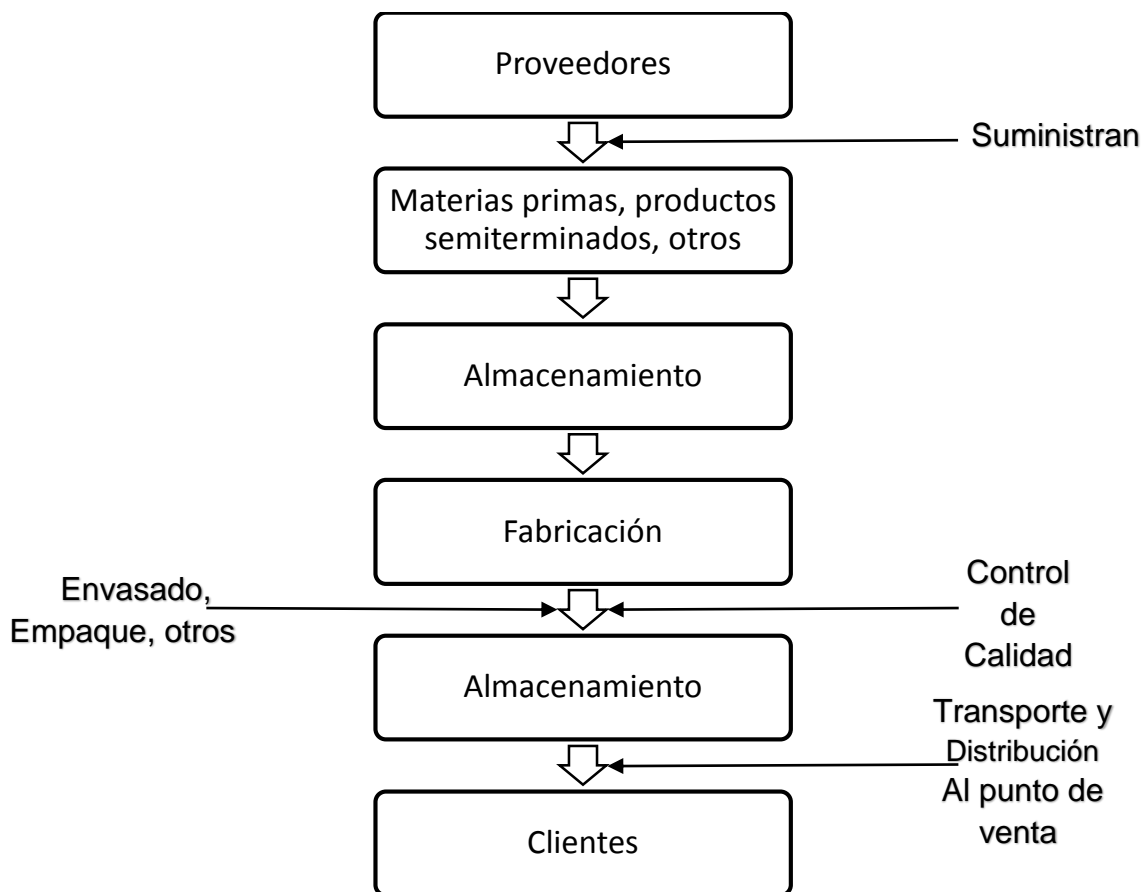 Proveedores
Suministran
Materias primas, productos
semiterminados, otros
Almacenamiento
Fabricación
Envasado,
Empaque, otros
Control
de
Calidad
Almacenamiento
Transporte y
Distribución
Al punto de
venta
Clientes